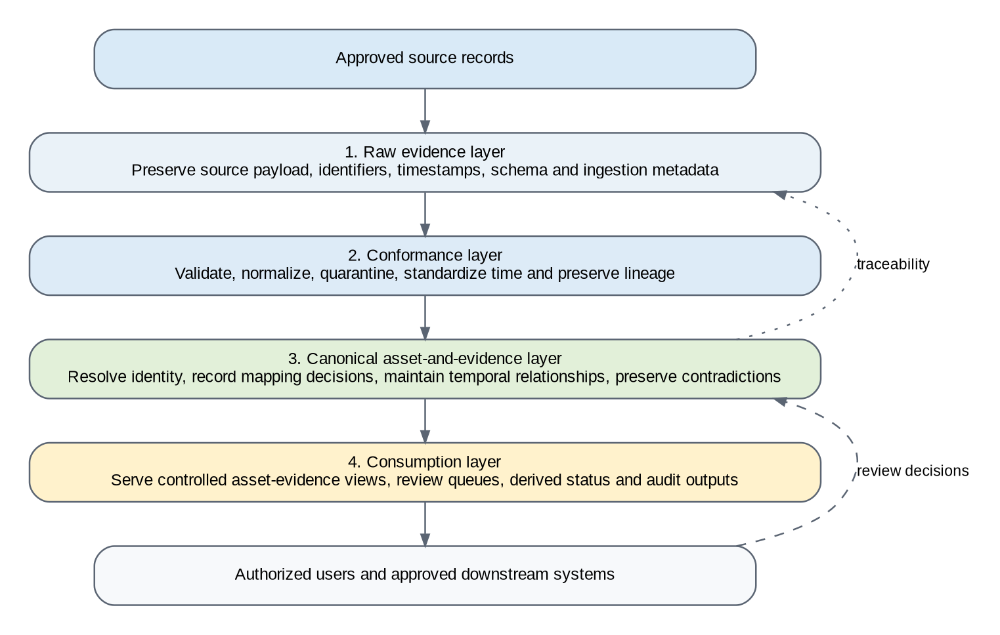 Approved source records
1. Raw evidence layer
Preserve source payload, identifiers, timestamps, schema and ingestion metadata
2. Conformance layer
Validate, normalize, quarantine, standardize time and preserve lineage
traceability
3. Canonical asset-and-evidence layer
Resolve identity, record mapping decisions, maintain temporal relationships, preserve contradictions
4. Consumption layer
Serve controlled asset-evidence views, review queues, derived status and audit outputs
review decisions
Authorized users and approved downstream systems